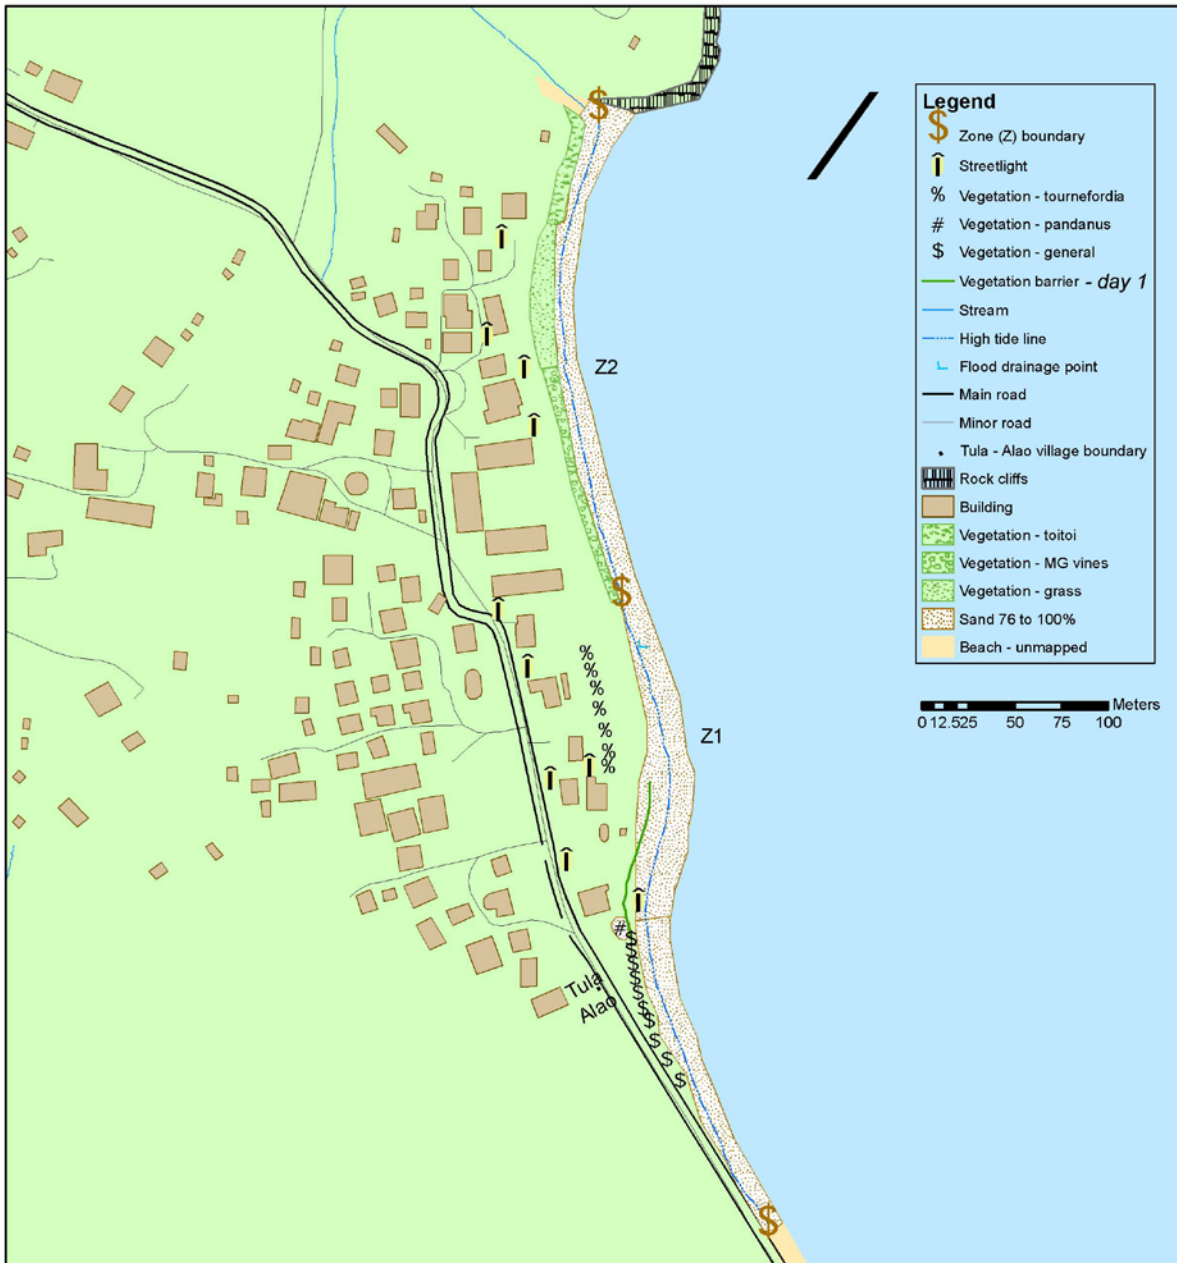 Legend
$ Zone (Z) boundary
Streetlight
% Vegetation - tournefordia
# Vegetation - pandanus
$ Vegetation - general
Vegetation barrier - day 1
Stream
High tide line
Flood drainage point
Main road
Minor road
Tula - Alao village boundary
Rock cliffs
Building
Vegetation - toitoi
Vegetation - MG vines
Vegetation - grass
Sand 76 to 100%
Beach - unmapped
Meters
0 12.525 50 75 100
$
Z2
$
%
%
%
%
%
%
%
Z1
#
$
$
$
$
$
$
$
$
$
$
$
Tula
Alao
$